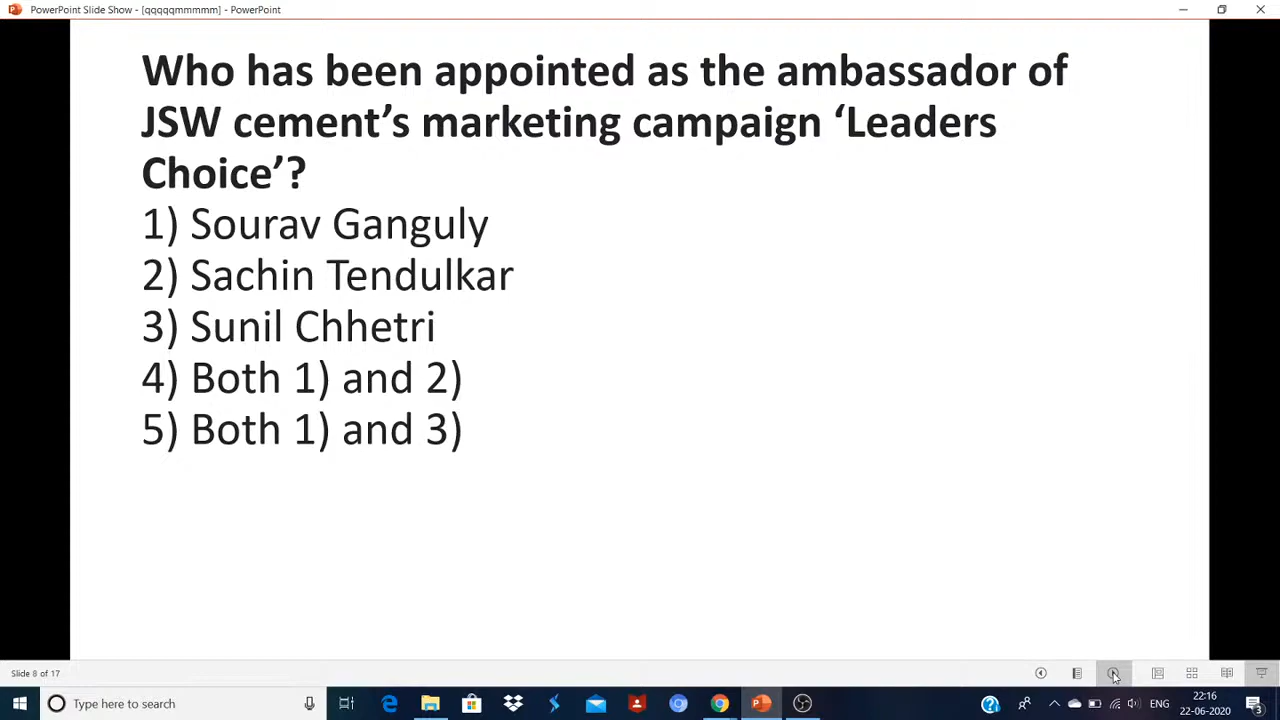 PowerPoint Slide Show - [qqqqqmmmmm] - PowerPoint
Who has been appointed as the ambassador of
JSW cement’s marketing campaign ‘Leaders
Choice’?
1) Sourav Ganguly
2) Sachin Tendulkar
3) Sunil Chhetri
4) Both 1) and 2)
5) Both 1) and 3)
Slide 8 of 17
Type here to search
ENG
22:16
22-06-2020
3